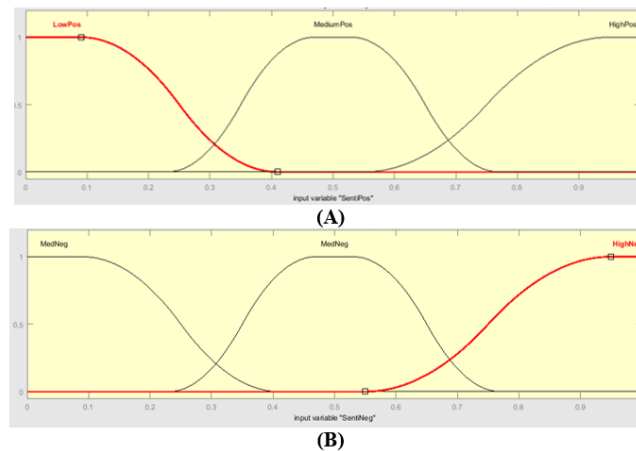 LowPos MediumPos HighPos
1
0.5
0
0 0.1 0.2 0.3 0.4 0.5 0.6 0.7 0.8 0.9
input variable "SentiPos"
(A)
MedNeg MedNeg HighNeg
1
0.5
0
0 0.1 0.2 0.3 0.4 0.5 0.6 0.7 0.8 0.9
input variable "SentiNeg"
(B)